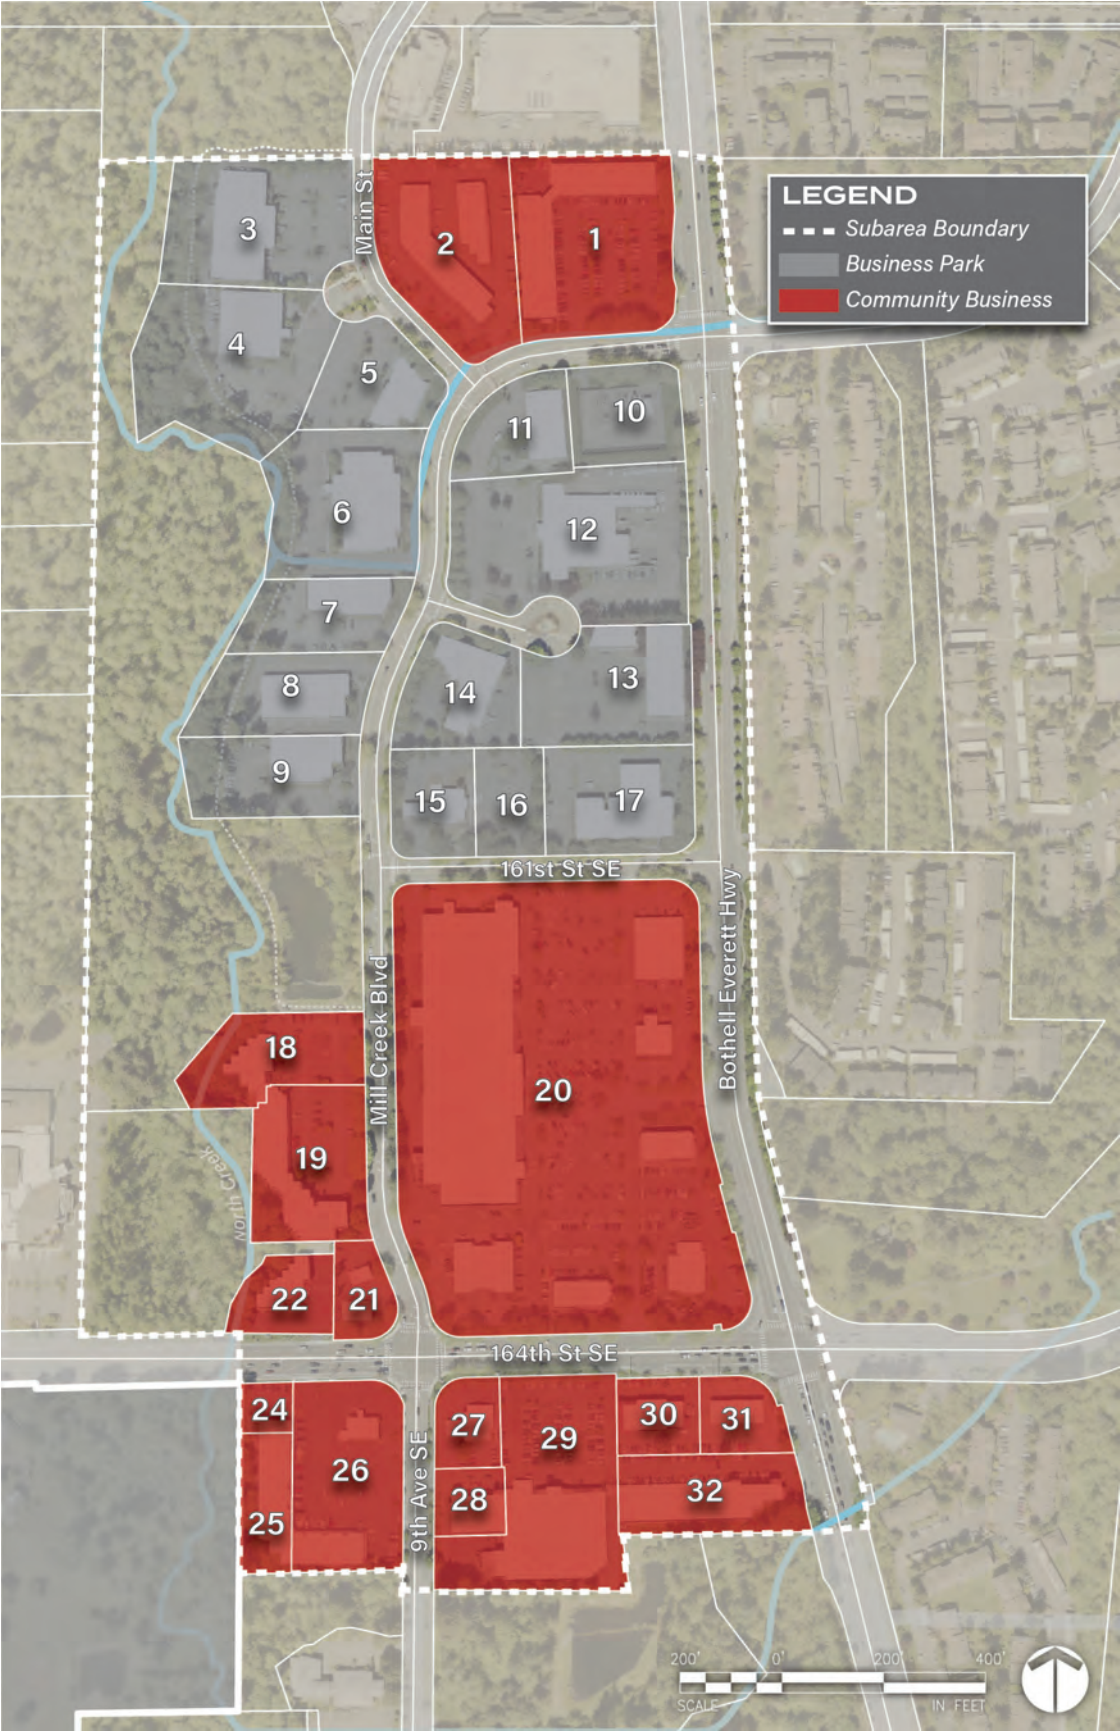 Main St
LEGEND
Subarea Boundary
Business Park
Community Business
1
2
3
4
5
6
7
8
9
10
11
12
13
14
15
16
17
161st St SE
Mill Creek Blvd
Bothell Everett Hwy
18
19
20
North Creek
21
22
164th St SE
24
25
26
9th Ave SE
27
28
29
30
31
32
200' 0' 200' 400'
SCALE IN FEET